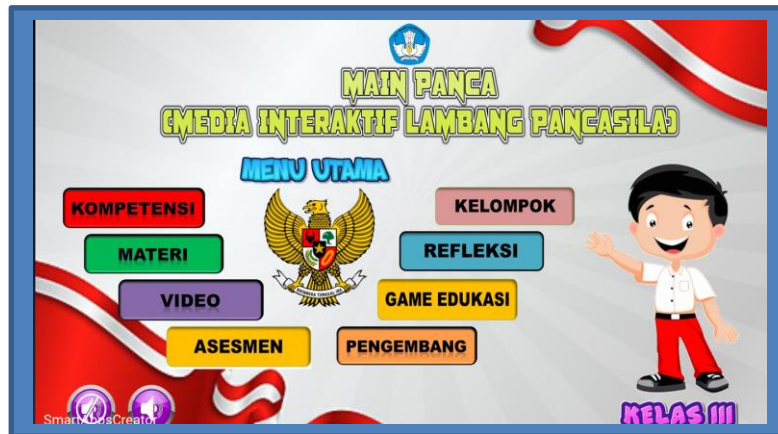 MAIN PANCA
(MEDIA INTERAKTIF LAMBANG PANCASILA)
MENU UTAMA
KOMPETENSI
MATERI
VIDEO
ASESMEN
KELOMPOK
REFLEKSI
GAME EDUKASI
PENGEMBANG
SmartAppsCreator
KELAS III